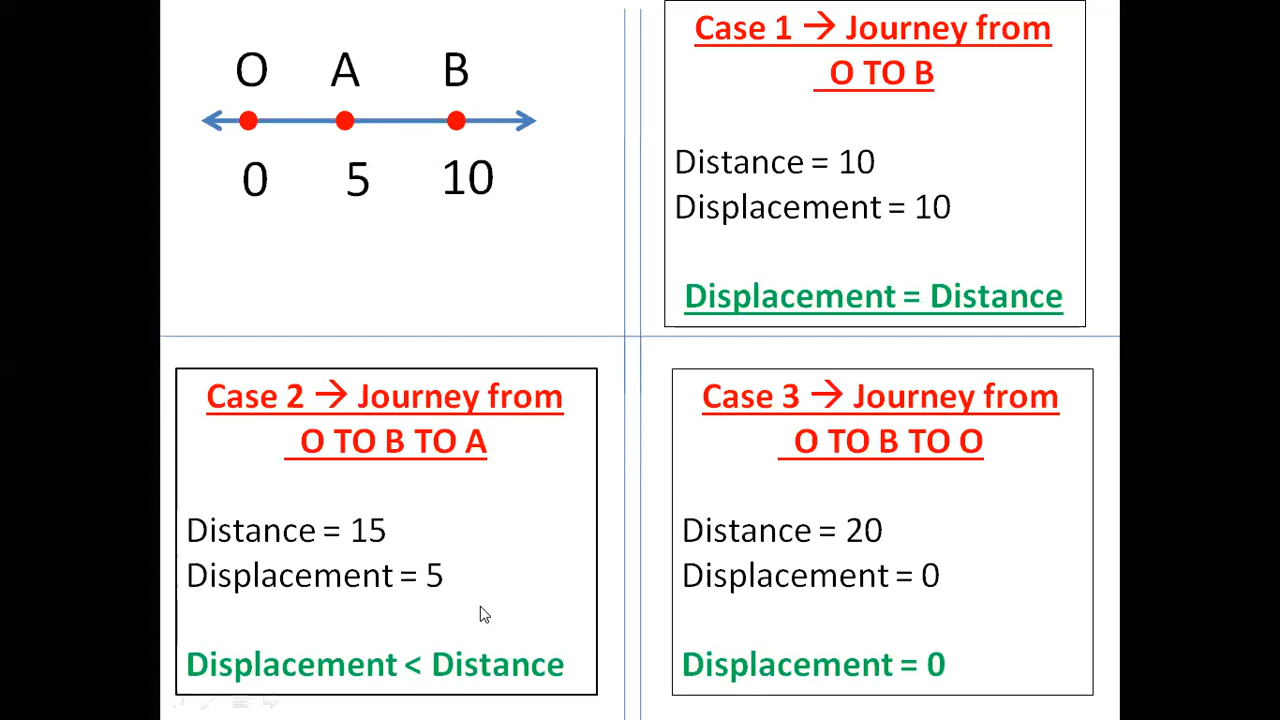 O A B
0 5 10
Case 1 → Journey from
O TO B
Distance = 10
Displacement = 10
Displacement = Distance
Case 2 → Journey from
O TO B TO A
Distance = 15
Displacement = 5
Displacement < Distance
Case 3 → Journey from
O TO B TO O
Distance = 20
Displacement = 0
Displacement = 0